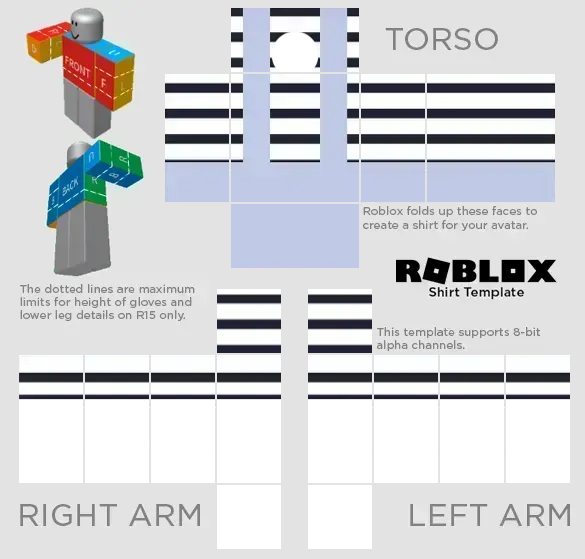 TORSO
FRONT
F
L
BACK
Roblox folds up these faces to
create a shirt for your avatar.
ROBLOX
Shirt Template
The dotted lines are maximum
limits for height of gloves and
lower leg details on R15 only.
This template supports 8-bit
alpha channels.
RIGHT ARM
LEFT ARM